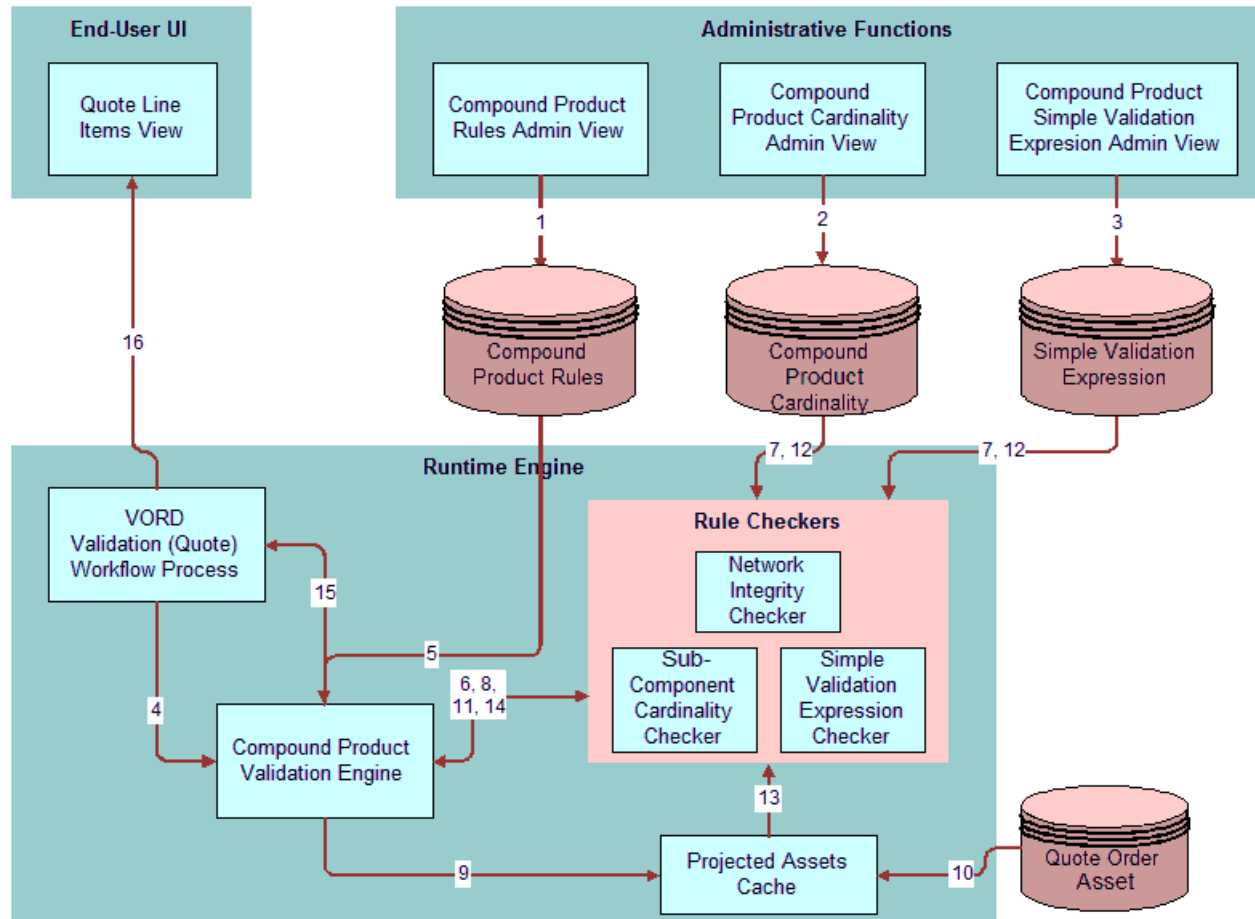 End-User UI
Quote Line
Items View
Administrative Functions
Compound Product
Rules Admin View
Compound
Product Cardinality
Admin View
Compound Product
Simple Validation
Expresion Admin View
1
2
3
16
Compound
Product Rules
Compound
Product
Cardinality
Simple Validation
Expression
7, 12
7, 12
Runtime Engine
VORD
Validation (Quote)
Workflow Process
Rule Checkers
Network
Integrity
Checker
15
5
Sub-
Component
Cardinality
Checker
Simple
Validation
Expression
Checker
6, 8,
11, 14
4
Compound Product
Validation Engine
13
9
Projected Assets
Cache
10
Quote Order
Asset